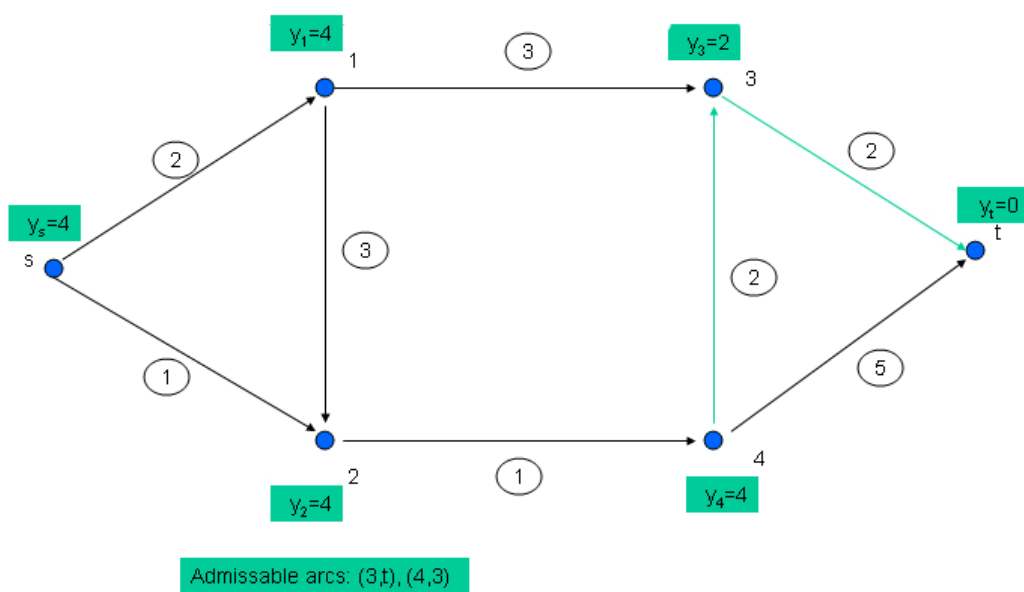 y₁=4
1
3
y₃=2
3
2
2
yₜ=0
t
yₛ=4
s
3
2
1
5
2
y₂=4
1
4
y₄=4
Admissable arcs: (3,t), (4,3)